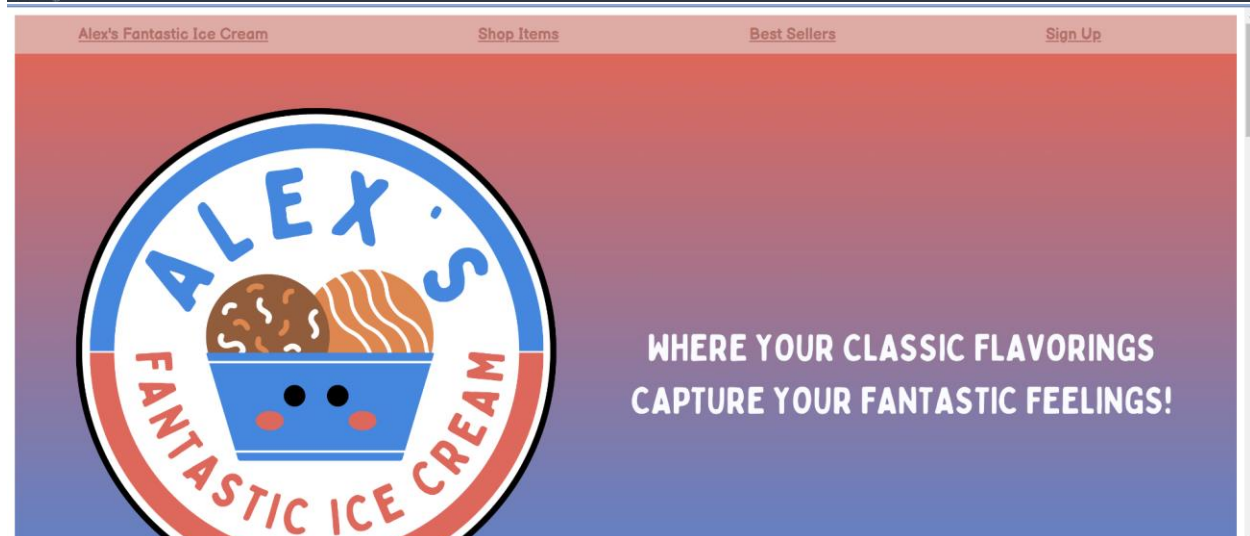 Alex's Fantastic Ice Cream
Shop Items
Best Sellers
Sign Up
ALEX'S
FANTASTIC ICE CREAM
WHERE YOUR CLASSIC FLAVORINGS
CAPTURE YOUR FANTASTIC FEELINGS!